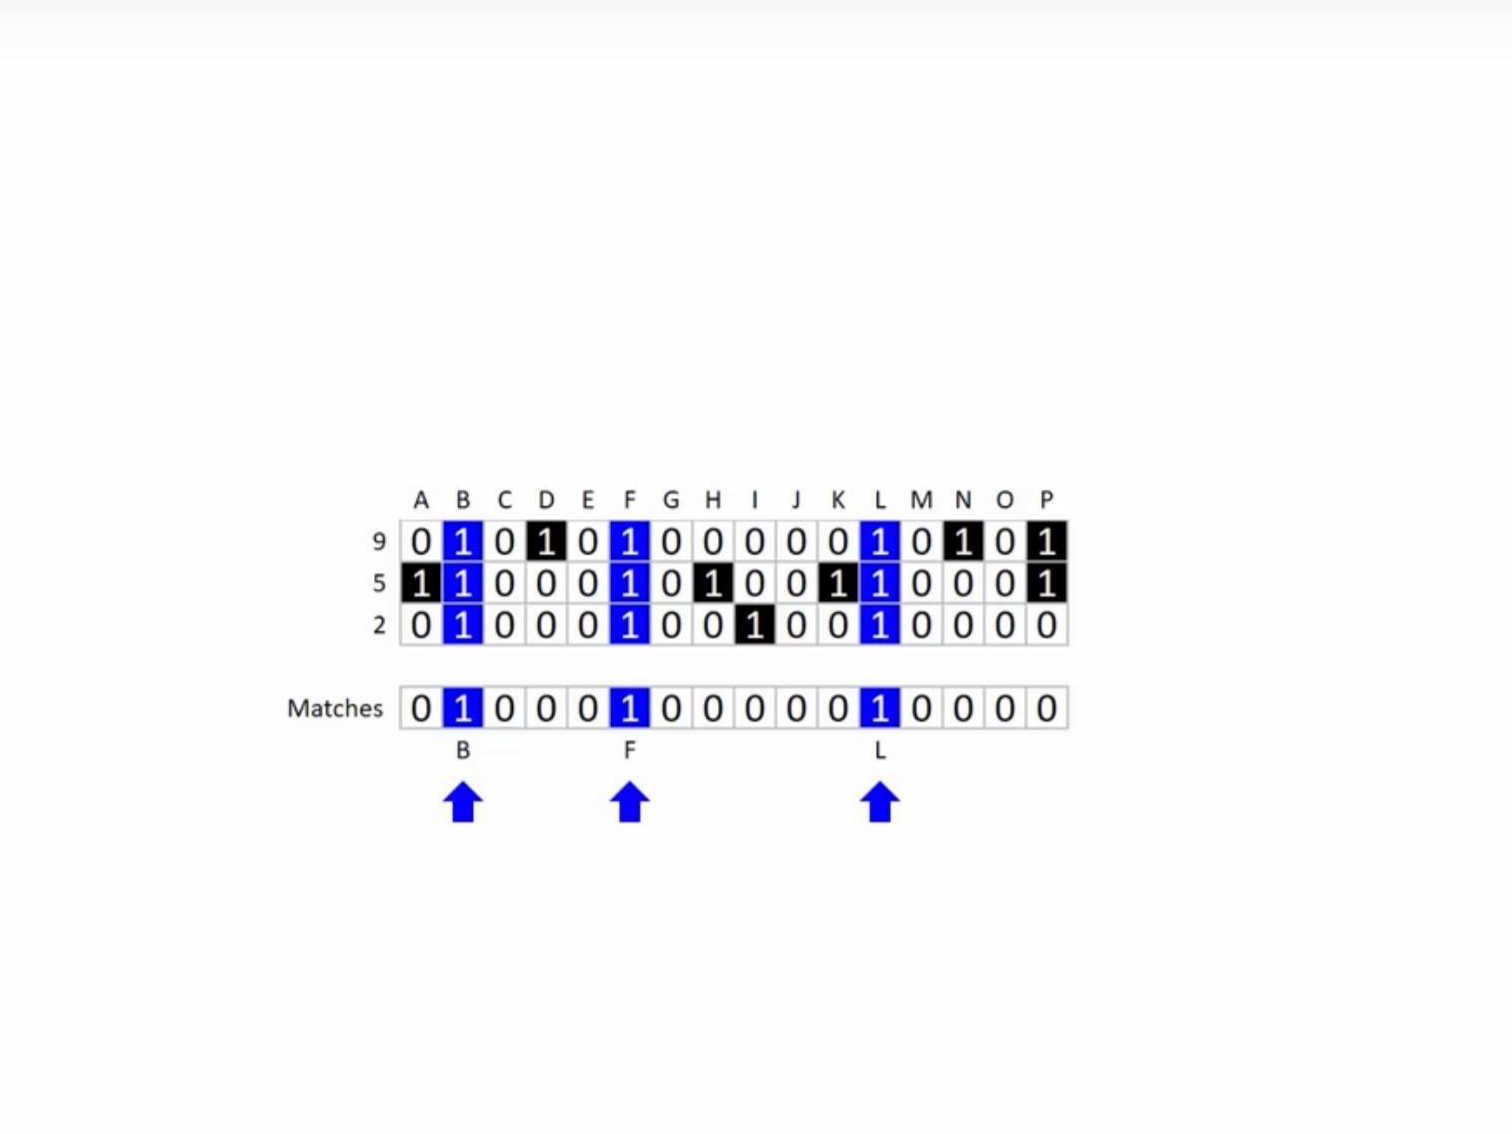 A B C D E F G H I J K L M N O P
9 0 1 0 1 0 1 0 0 0 0 0 1 0 1 0 1
5 1 1 0 0 0 1 0 1 0 0 1 1 0 0 0 1
2 0 1 0 0 0 1 0 0 1 0 0 1 0 0 0 0
Matches 0 1 0 0 0 1 0 0 0 0 0 1 0 0 0 0
B F L